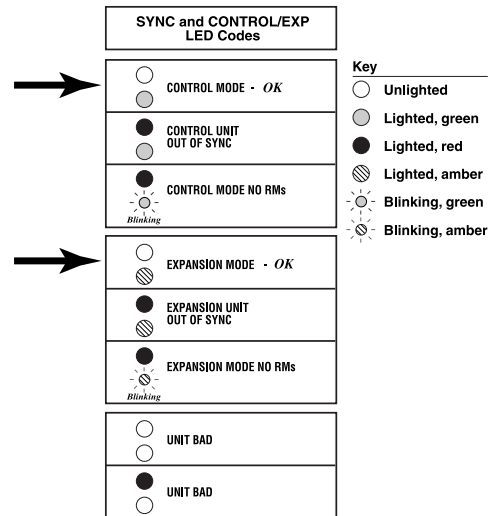 SYNC and CONTROL/EXP
LED Codes
CONTROL MODE - OK
CONTROL UNIT
OUT OF SYNC
CONTROL MODE NO RMs
Blinking
EXPANSION MODE - OK
EXPANSION UNIT
OUT OF SYNC
EXPANSION MODE NO RMs
Blinking
UNIT BAD
UNIT BAD
Key
Unlighted
Lighted, green
Lighted, red
Lighted, amber
Blinking, green
Blinking, amber